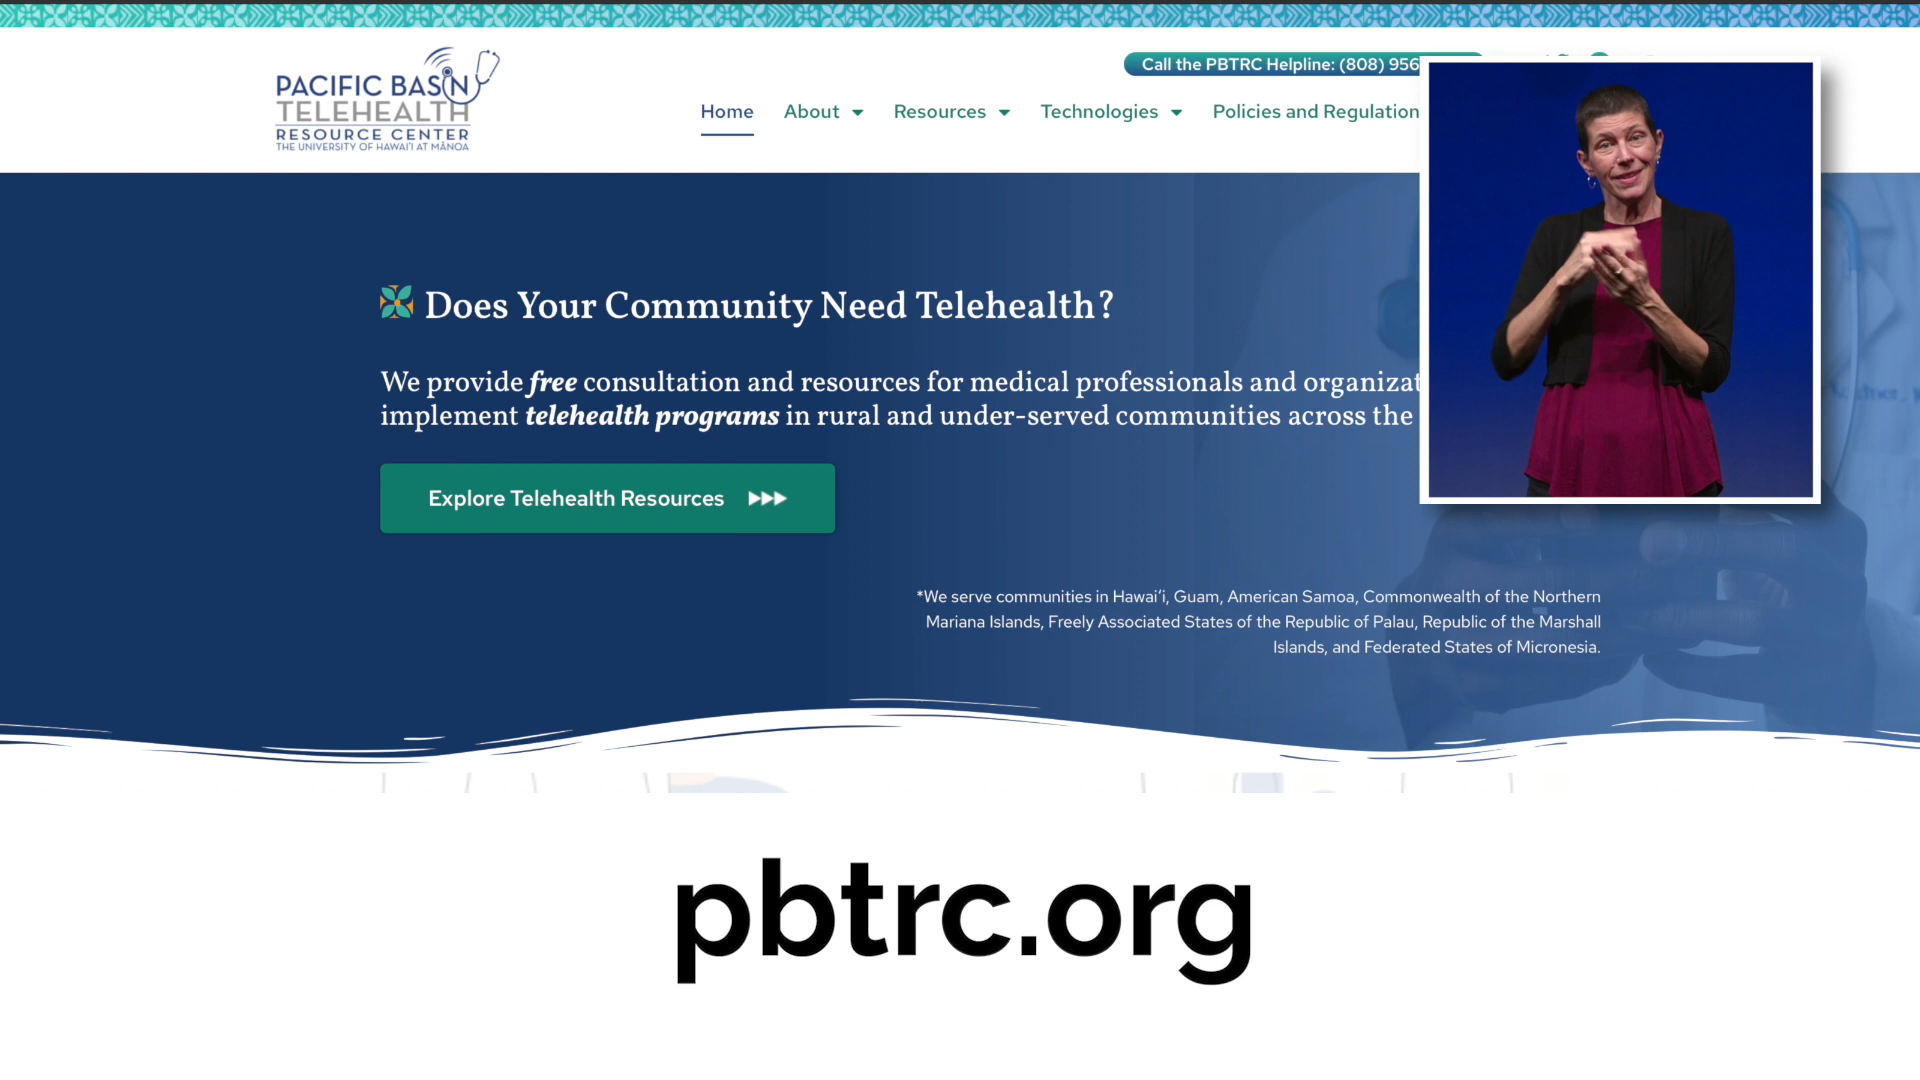 PACIFIC BASIN
TELEHEALTH
RESOURCE CENTER
THE UNIVERSITY OF HAWAI'I AT MĀNOA
Call the PBTRC Helpline: (808) 956
Home
About
Resources
Technologies
Policies and Regulation
Does Your Community Need Telehealth?
We provide free consultation and resources for medical professionals and organizat
implement telehealth programs in rural and under-served communities across the
Explore Telehealth Resources
*We serve communities in Hawaiʻi, Guam, American Samoa, Commonwealth of the Northern
Mariana Islands, Freely Associated States of the Republic of Palau, Republic of the Marshall
Islands, and Federated States of Micronesia.
pbtrc.org